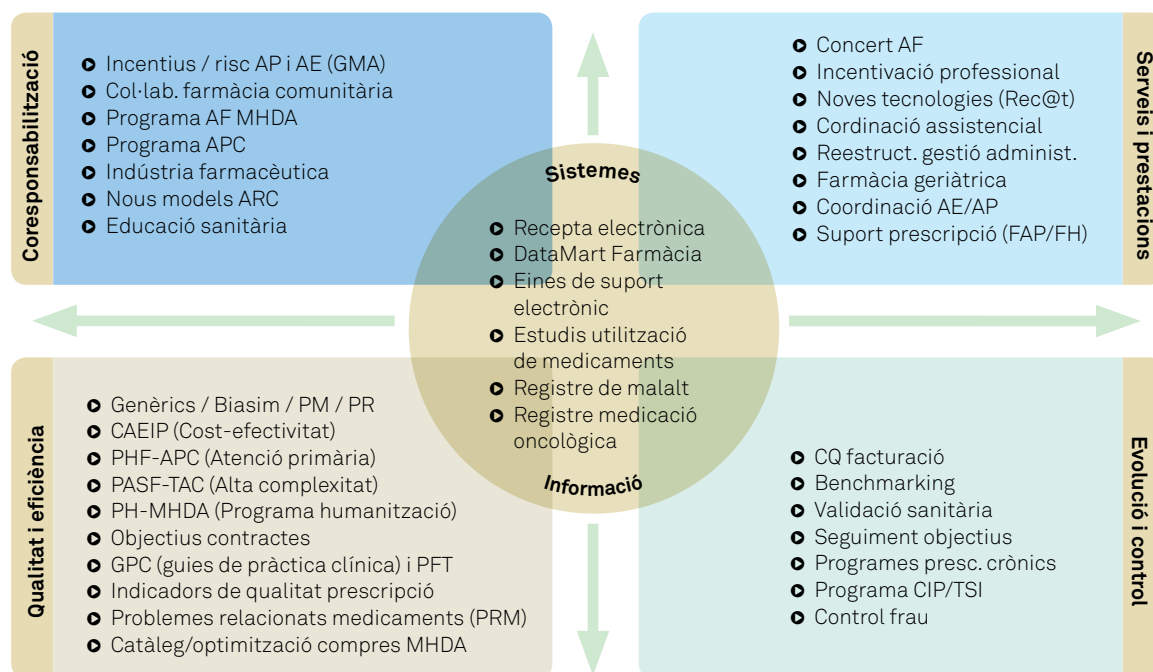 Coresponsabilització
Incentius / risc AP i AE (GMA)
Col·lab. farmàcia comunitària
Programa AF MHDA
Programa APC
Indústria farmacèutica
Nous models ARC
Educació sanitària
Concert AF
Incentivació professional
Noves tecnologies (Rec@t)
Cordinació assistencial
Reestruct. gestió administ.
Farmàcia geriàtrica
Coordinació AE/AP
Suport prescripció (FAP/FH)
Serveis i prestacions
Sistemes
Recepta electrònica
DataMart Farmàcia
Eines de suport
electrònic
Estudis utilització
de medicaments
Registre de malalt
Registre medicació
oncològica
Informació
Qualitat i eficiència
Genèrics / Biasim / PM / PR
CAEIP (Cost-efectivitat)
PHF-APC (Atenció primària)
PASF-TAC (Alta complexitat)
PH-MHDA (Programa humanització)
Objectius contractes
GPC (guies de pràctica clínica) i PFT
Indicadors de qualitat prescripció
Problemes relacionats medicaments (PRM)
Catàleg/optimització compres MHDA
CQ facturació
Benchmarking
Validació sanitària
Seguiment objectius
Programes presc. crònics
Programa CIP/TSI
Control frau
Evolució i control